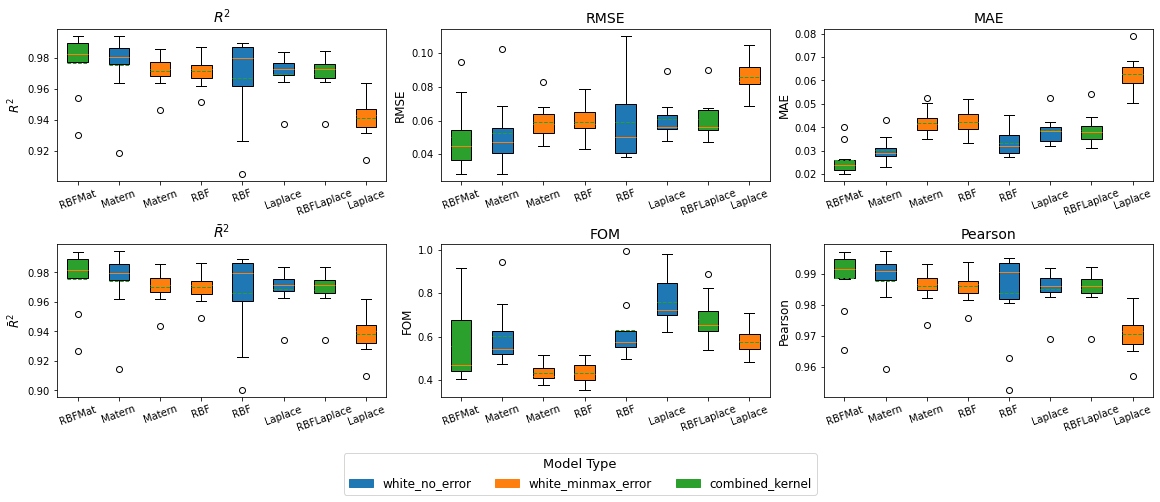 R²
R²
0.98
0.96
0.94
0.92
RBFMat Matern Matern RBF RBF Laplace RBFLaplace Laplace
RMSE
RMSE
0.10
0.08
0.06
0.04
RBFMat Matern Matern RBF RBF Laplace RBFLaplace Laplace
MAE
MAE
0.08
0.07
0.06
0.05
0.04
0.03
0.02
RBFMat Matern Matern RBF RBF Laplace RBFLaplace Laplace
R̄²
R̄²
0.98
0.96
0.94
0.92
0.90
RBFMat Matern Matern RBF RBF Laplace RBFLaplace Laplace
FOM
FOM
1.0
0.8
0.6
0.4
RBFMat Matern Matern RBF RBF Laplace RBFLaplace Laplace
Pearson
Pearson
0.99
0.98
0.97
0.96
RBFMat Matern Matern RBF RBF Laplace RBFLaplace Laplace
Model Type
white_no_error white_minmax_error combined_kernel